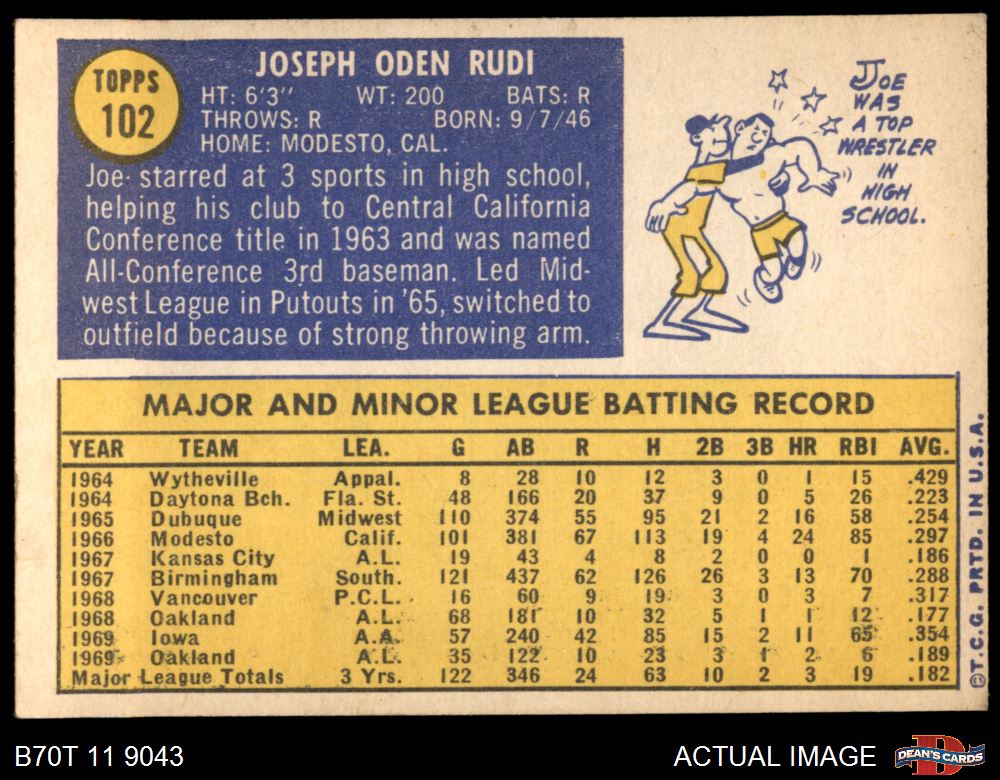 TOPPS
102
JOSEPH ODEN RUDI
HT: 6'3" WT: 200 BATS: R
THROWS: R BORN: 9/7/46
HOME: MODESTO, CAL.
Joe starred at 3 sports in high school,
helping his club to Central California
Conference title in 1963 and was named
All-Conference 3rd baseman. Led Mid-
west League in Putouts in '65, switched to
outfield because of strong throwing arm.
JOE
WAS
A TOP
WRESTLER
IN
HIGH
SCHOOL.
MAJOR AND MINOR LEAGUE BATTING RECORD
YEAR TEAM LEA. G AB R H 2B 3B HR RBI AVG.
1964 Wytheville Appal. 8 28 10 12 3 0 1 15 .429
1964 Daytona Bch. Fla. St. 48 166 20 37 9 0 5 26 .223
1965 Dubuque Midwest 110 374 55 95 21 2 16 58 .254
1966 Modesto Calif. 101 381 67 113 19 4 24 85 .297
1967 Kansas City A.L. 19 43 4 8 2 0 0 1 .186
1967 Birmingham South. 121 437 62 126 26 3 13 70 .288
1968 Vancouver P.C.L. 16 60 9 19 3 0 3 7 .317
1968 Oakland A.L. 68 181 10 32 5 1 1 12 .177
1969 Iowa A.A. 57 240 42 85 15 2 11 65 .354
1969 Oakland A.L. 35 122 10 23 3 1 2 6 .189
Major League Totals 3 Yrs. 122 346 24 63 10 2 3 19 .182
©T.C.G. PRTD. IN U.S.A.
B70T 11 9043
ACTUAL IMAGE
DEAN'S CARDS